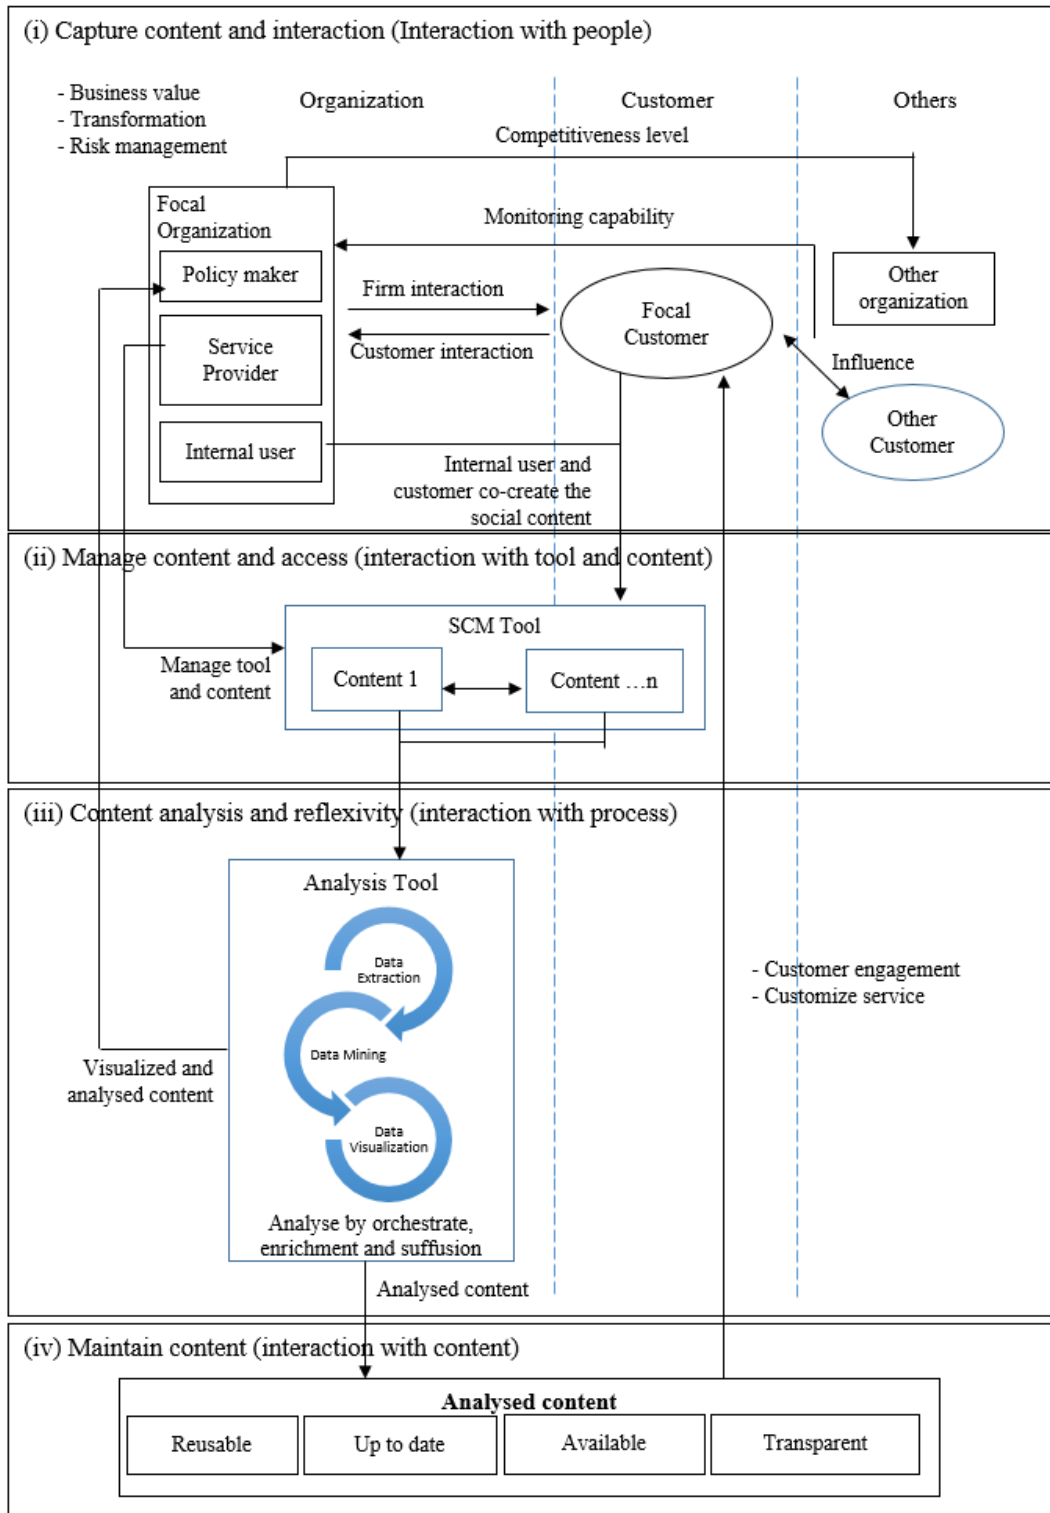 (i) Capture content and interaction (Interaction with people)
- Business value
- Transformation
- Risk management
Organization
Customer
Others
Competitiveness level
Focal
Organization
Monitoring capability
Policy maker
Firm interaction
Focal
Customer
Other
organization
Service
Provider
Customer interaction
Influence
Other
Customer
Internal user
Internal user and
customer co-create the
social content
(ii) Manage content and access (interaction with tool and content)
SCM Tool
Manage tool
and content
Content 1
Content ...n
(iii) Content analysis and reflexivity (interaction with process)
Analysis Tool
Data
Extraction
- Customer engagement
- Customize service
Data Mining
Visualized and
analysed content
Data
Visualization
Analyse by orchestrate,
enrichment and suffusion
Analysed content
(iv) Maintain content (interaction with content)
Analysed content
Reusable
Up to date
Available
Transparent